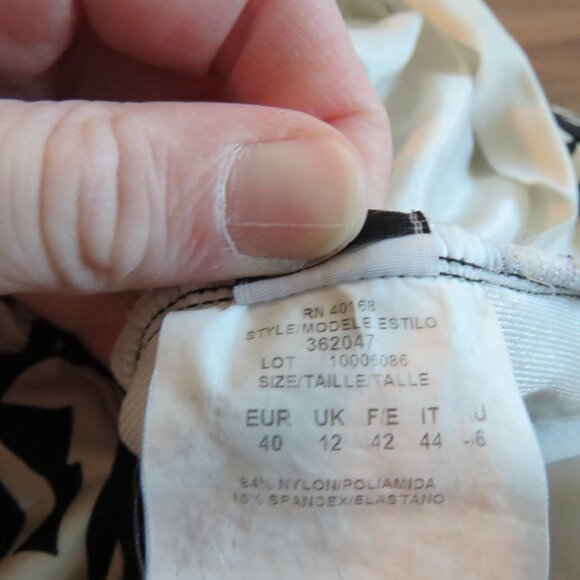 RN 40168
STYLE/MODELE/ESTILO
362047
LOT 10006086
SIZE/TAILLE/TALLE
EUR UK F/E IT
40 12 42 44
84% NYLON/POLIAMIDA
16% SPANDEX/ELASTANO